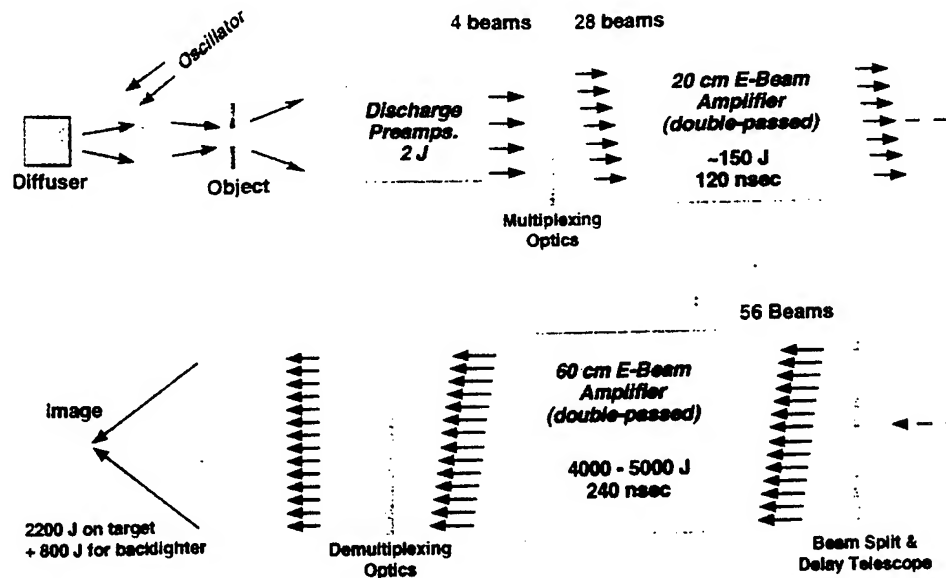 4 beams
28 beams
Oscillator
Discharge
Preamps.
2 J
20 cm E-Beam
Amplifier
(double-passed)
~150 J
120 nsec
Diffuser
Object
Multiplexing
Optics
56 Beams
60 cm E-Beam
Amplifier
(double-passed)
4000 - 5000 J
240 nsec
Image
2200 J on target
+ 800 J for backlighter
Demultiplexing
Optics
Beam Split &
Delay Telescope